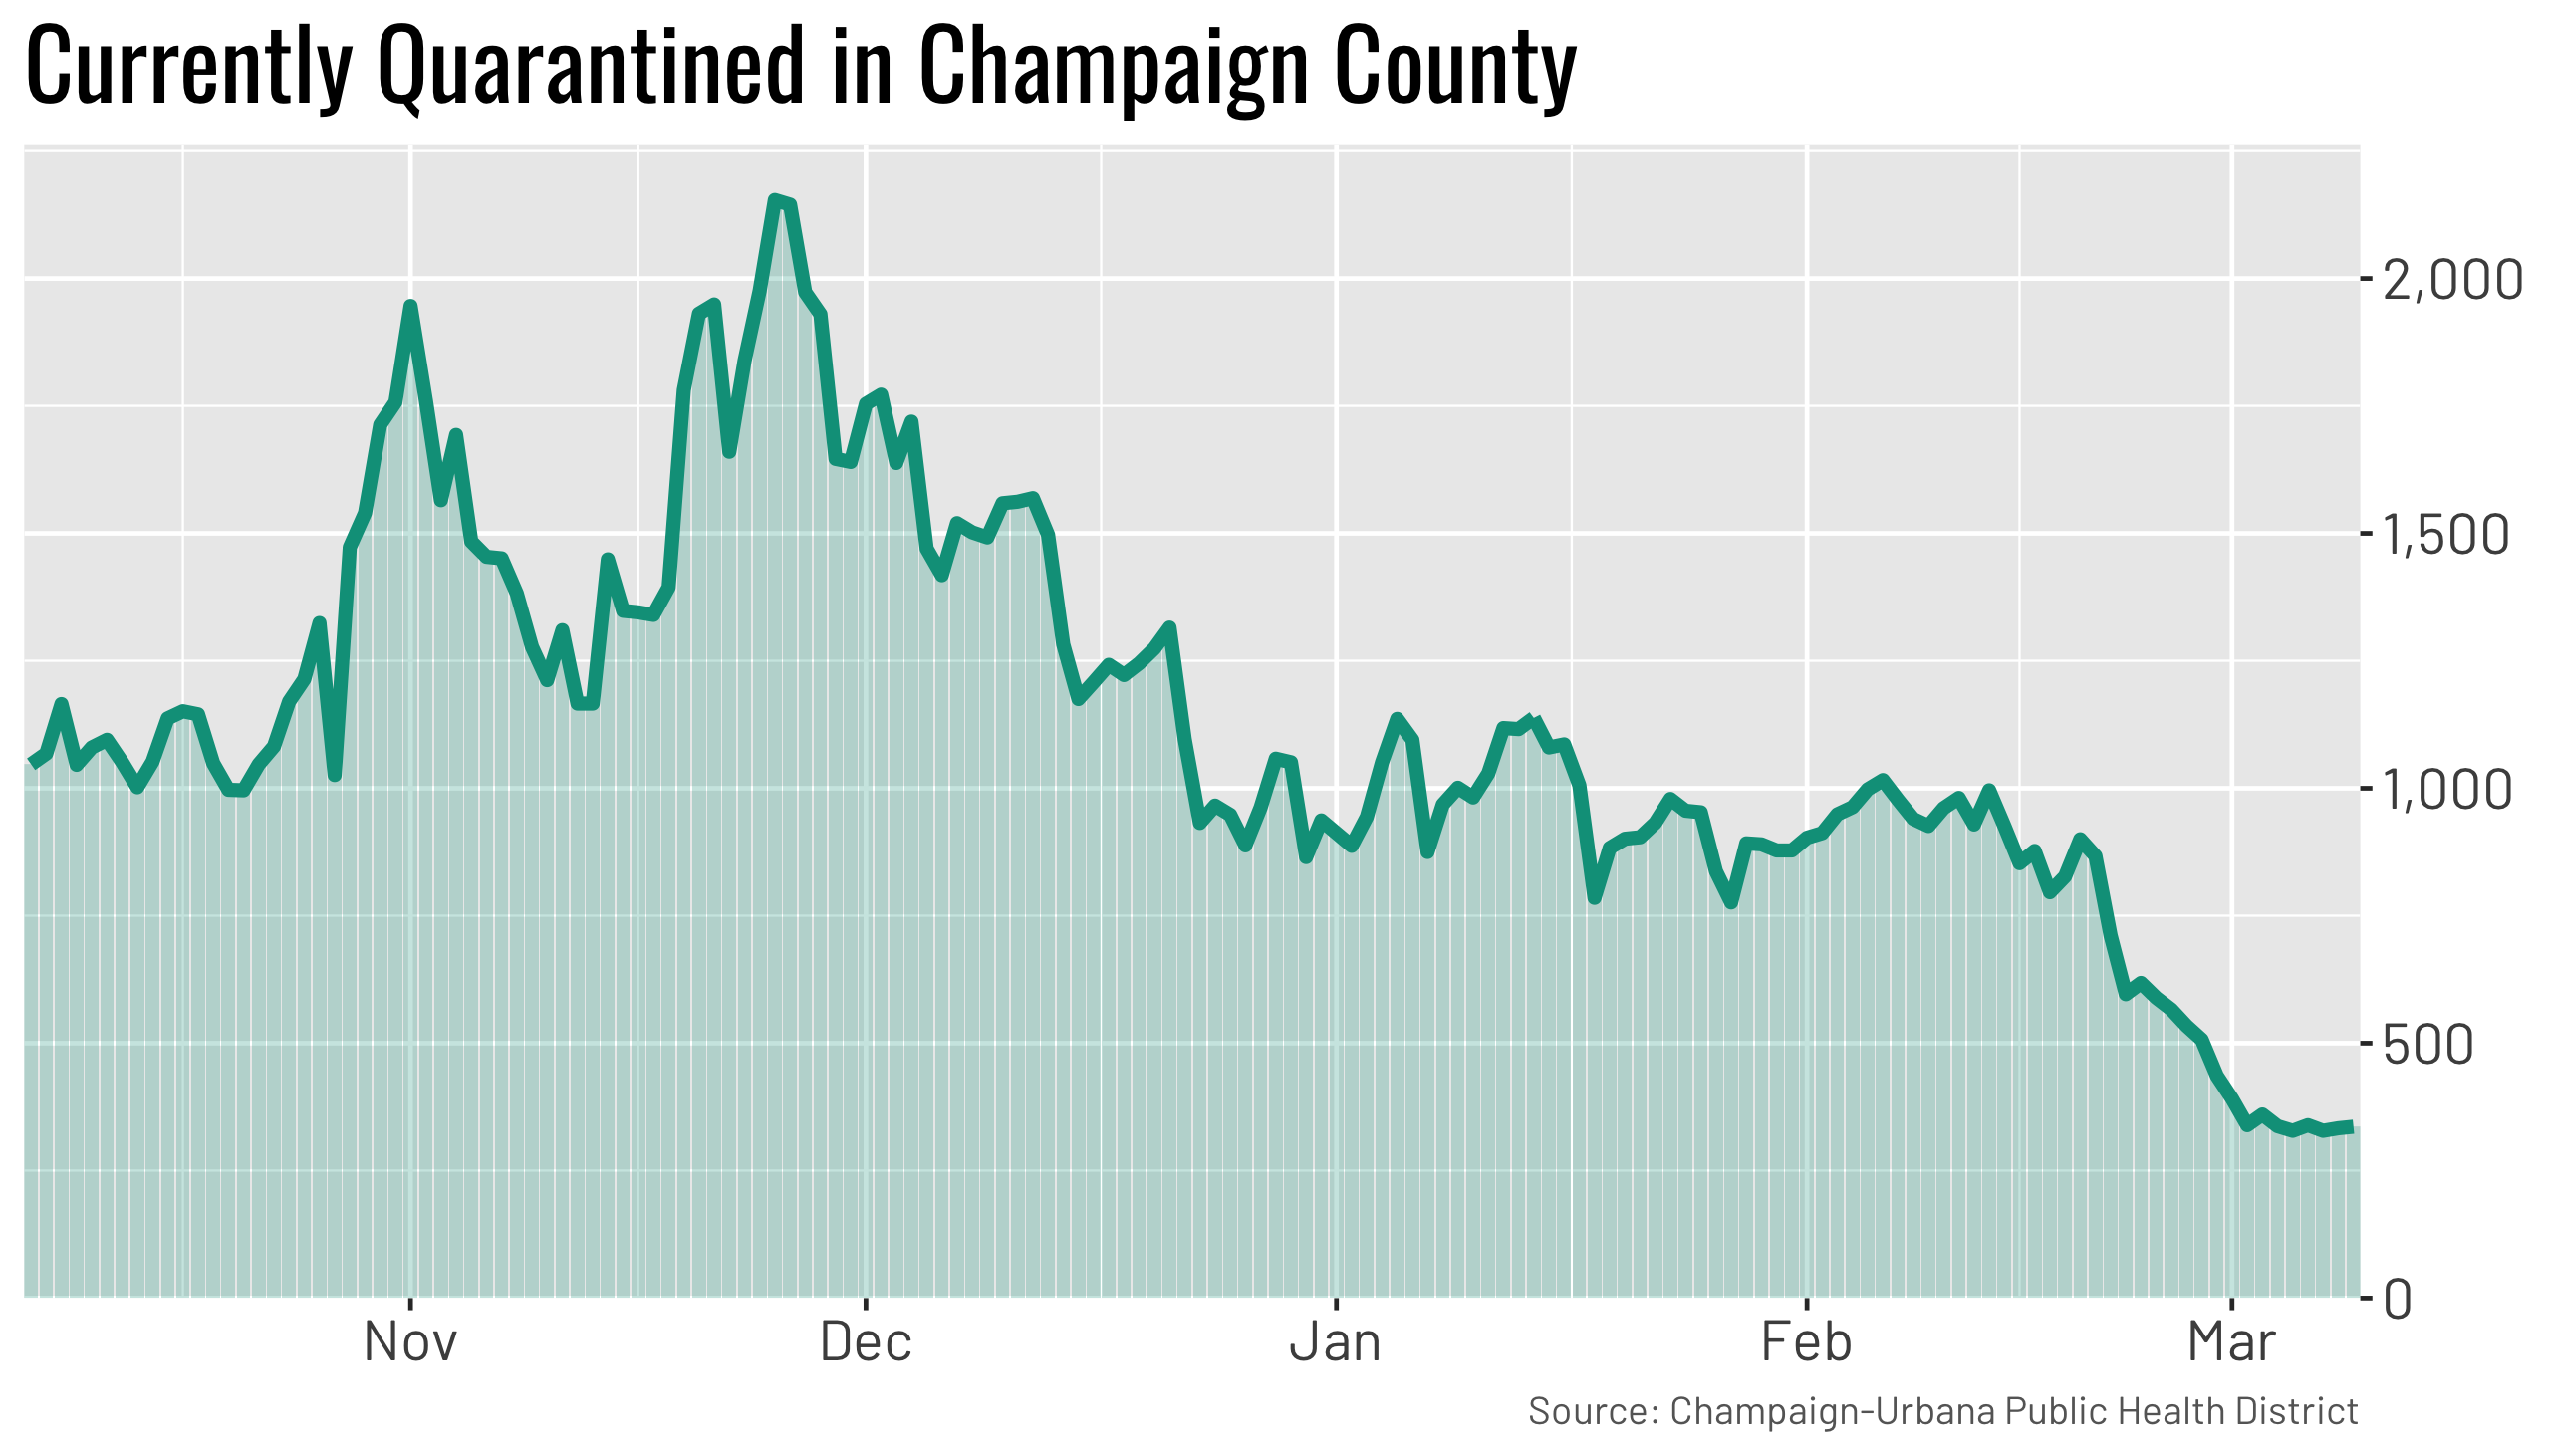 Currently Quarantined in Champaign County
2,000
1,500
1,000
500
0
Nov Dec Jan Feb Mar
Source: Champaign-Urbana Public Health District